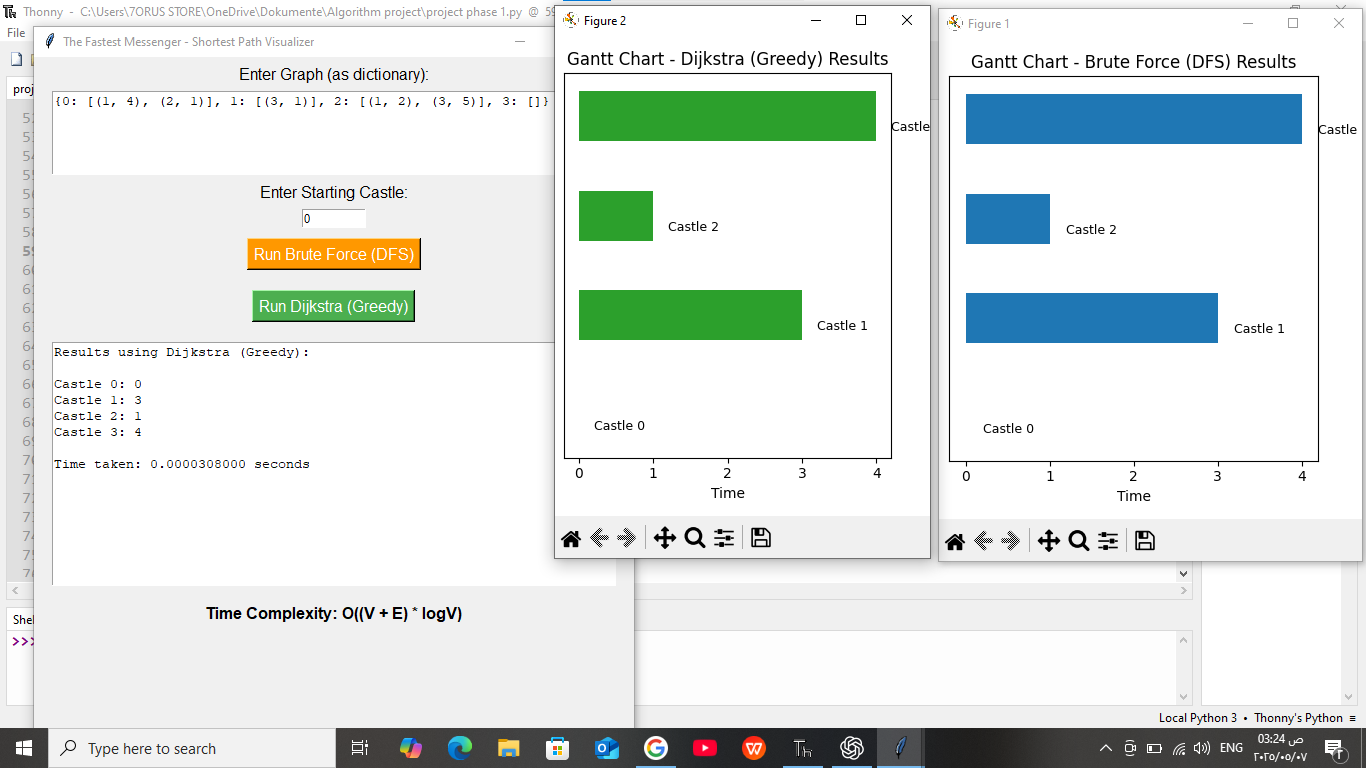 Thonny - C:\Users\7ORUS STORE\OneDrive\Dokumente\Algorithm project\project phase 1.py @ 59
File
The Fastest Messenger - Shortest Path Visualizer
Enter Graph (as dictionary):
{0: [(1, 4), (2, 1)], 1: [(3, 1)], 2: [(1, 2), (3, 5)], 3: []}
Enter Starting Castle:
0
Run Brute Force (DFS)
Run Dijkstra (Greedy)
Results using Dijkstra (Greedy):
Castle 0: 0
Castle 1: 3
Castle 2: 1
Castle 3: 4
Time taken: 0.0000308000 seconds
Time Complexity: O((V + E) * logV)
Figure 2
Gantt Chart - Dijkstra (Greedy) Results
Castle
Castle 2
Castle 1
Castle 0
0 1 2 3 4
Time
Figure 1
Gantt Chart - Brute Force (DFS) Results
Castle
Castle 2
Castle 1
Castle 0
0 1 2 3 4
Time
>>>
Local Python 3 • Thonny's Python ≡
Type here to search
ENG
03:24 ص
٢٠٢٥/٠٥/٠٧